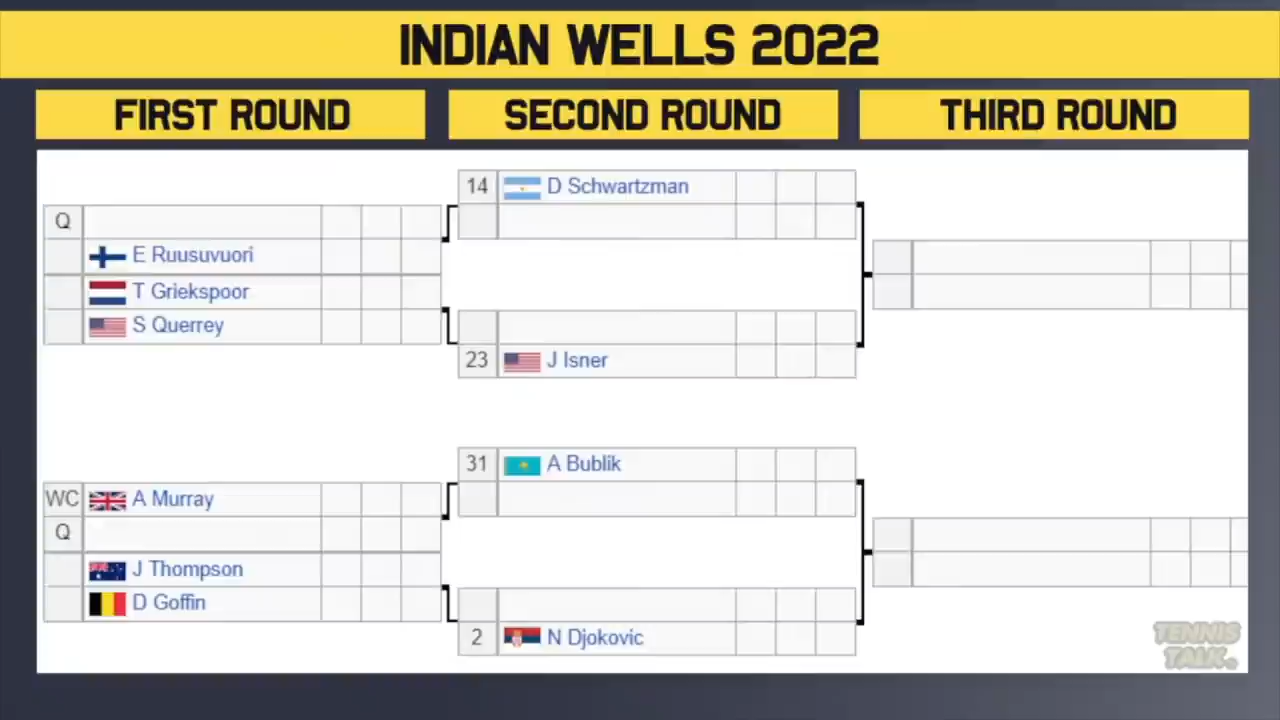 INDIAN WELLS 2022
FIRST ROUND
SECOND ROUND
THIRD ROUND
14 D Schwartzman
Q
E Ruusuvuori
T Griekspoor
S Querrey
23 J Isner
31 A Bublik
WC A Murray
Q
J Thompson
D Goffin
2 N Djokovic
TENNIS
TALK